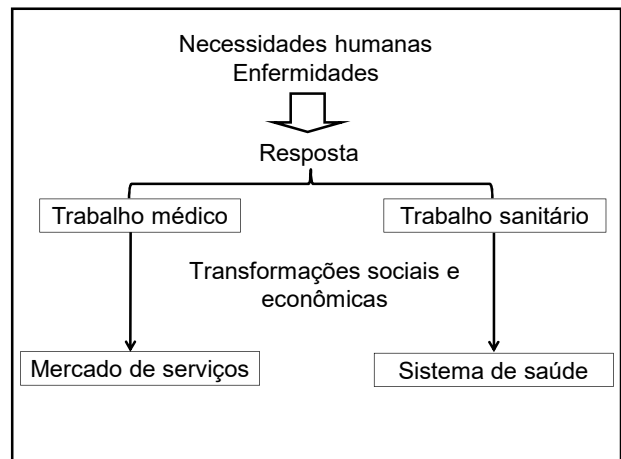 Necessidades humanas
Enfermidades
Resposta
Trabalho médico
Trabalho sanitário
Transformações sociais e
econômicas
Mercado de serviços
Sistema de saúde